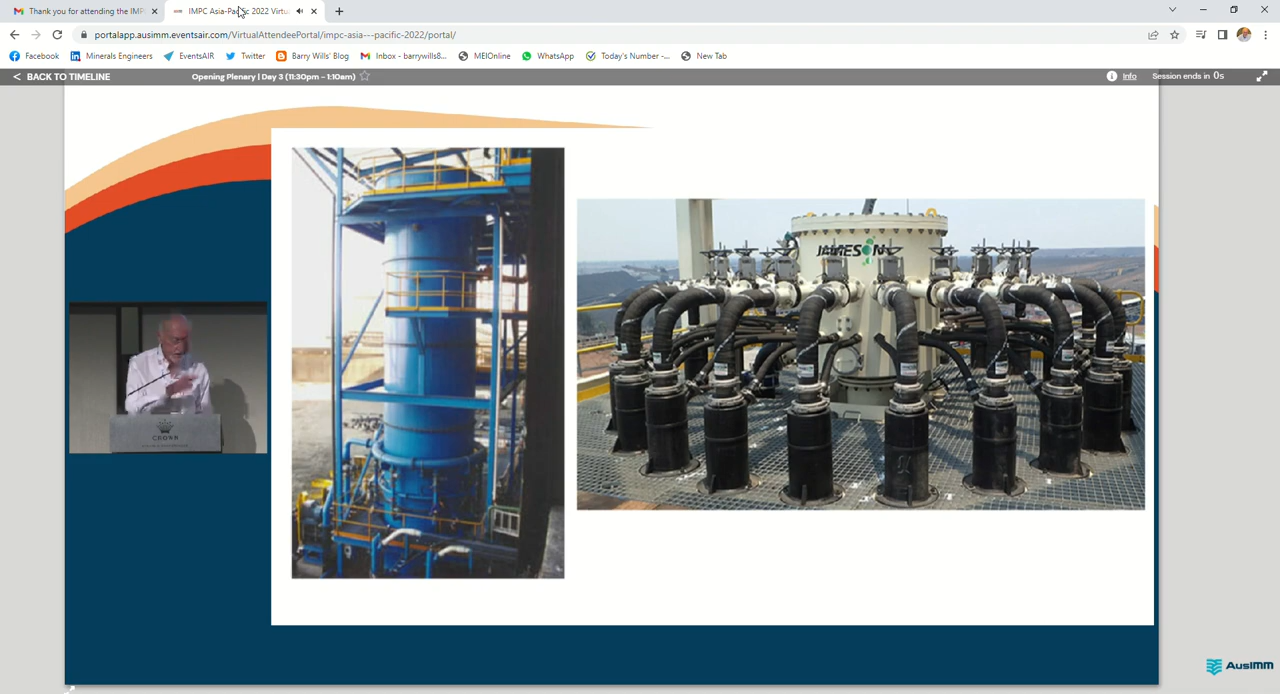 Thank you for attending the IMPC
IMPC Asia-Pacific 2022 Virtu
portalapp.ausimm.eventsair.com/VirtualAttendeePortal/impc-asia---pacific-2022/portal/
Facebook
Minerals Engineers
EventsAIR
Twitter
Barry Wills' Blog
Inbox - barrywills8...
MEIOnline
WhatsApp
Today's Number -...
New Tab
< BACK TO TIMELINE
Opening Plenary | Day 3 (11:30pm - 1:10am)
Info
Session ends in 0s
JAMESON
CROWN
AusIMM